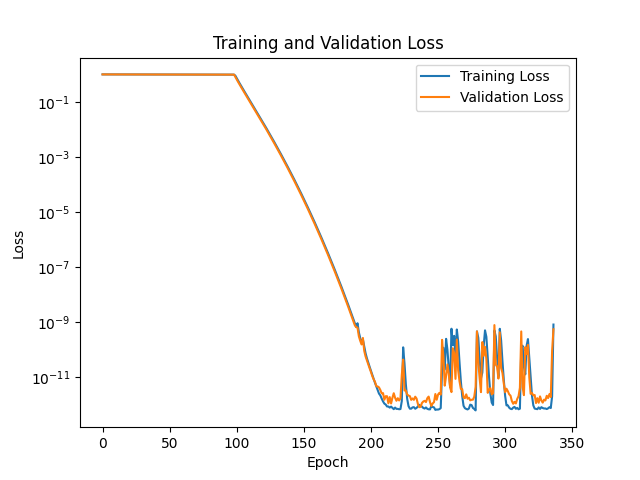 Training and Validation Loss
Training Loss
Validation Loss
10⁻¹
10⁻³
10⁻⁵
10⁻⁷
10⁻⁹
10⁻¹¹
Loss
0 50 100 150 200 250 300 350
Epoch